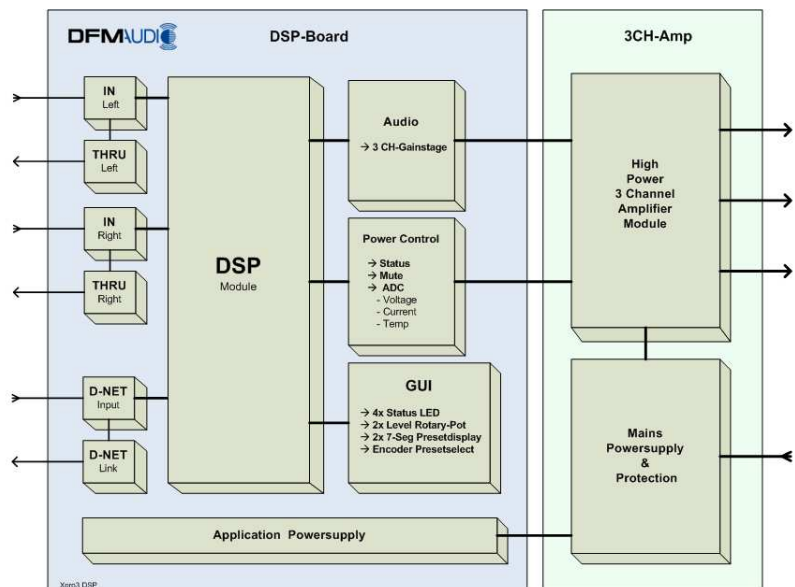 DFM AUDIO
DSP-Board
3CH-Amp
IN
Left
THRU
Left
IN
Right
THRU
Right
D-NET
Input
D-NET
Link
DSP
Module
Audio
→ 3 CH-Gainstage
Power Control
→ Status
→ Mute
→ ADC
- Voltage
- Current
- Temp
GUI
→ 4x Status LED
→ 2x Level Rotary-Pot
→ 2x 7-Seg Presetdisplay
→ Encoder Presetselect
Application Powersupply
High
Power
3 Channel
Amplifier
Module
Mains
Powersupply
&
Protection
DSP